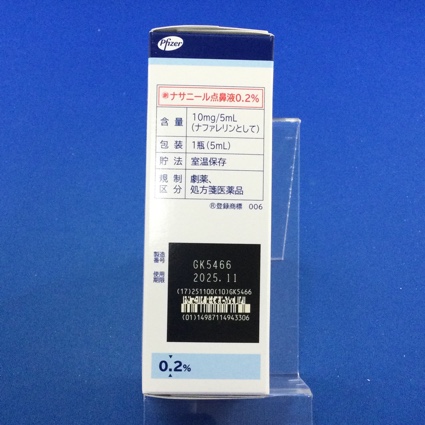 Pfizer
劇 ナサニール点鼻液0.2%
含量 10mg/5mL
(ナファレリンとして)
包装 1瓶(5mL)
貯法 室温保存
規制 劇薬、
区分 処方箋医薬品
®登録商標 006
製造
番号
GK5466
使用
期限
2025.11
(17)251100(10)GK5466
(01)14987114943306
0.2%